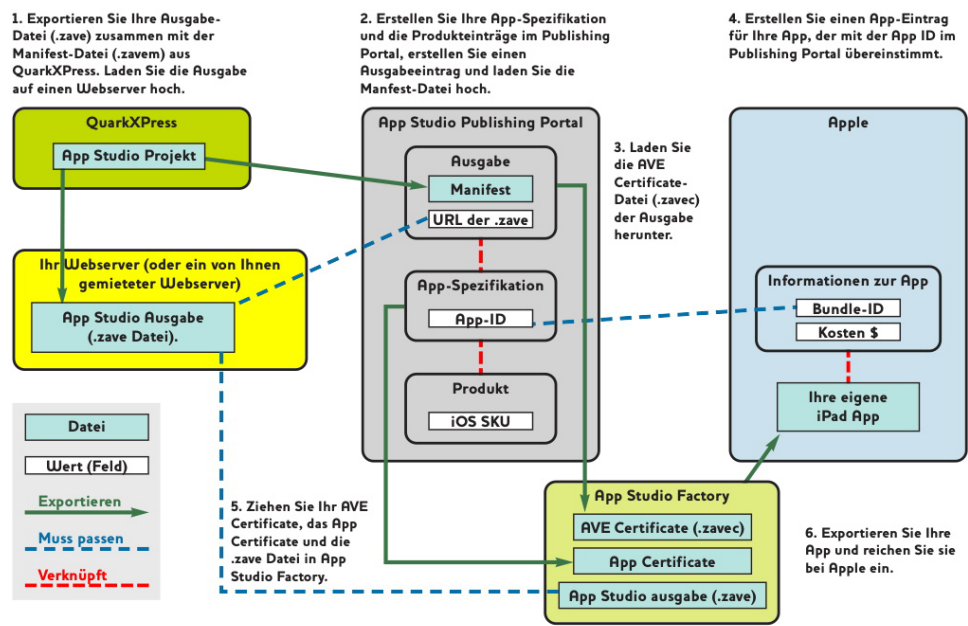 1. Exportieren Sie Ihre Ausgabe-
Datei (.zave) zusammen mit der
Manifest-Datei (.zavem) aus
QuarkXPress. Laden Sie die Ausgabe
auf einen Webserver hoch.
2. Erstellen Sie Ihre App-Spezifikation
und die Produkteinträge im Publishing
Portal, erstellen Sie einen
Ausgabeeintrag und laden Sie die
Manfest-Datei hoch.
4. Erstellen Sie einen App-Eintrag
für Ihre App, der mit der App ID im
Publishing Portal übereinstimmt.
QuarkXPress
App Studio Projekt
App Studio Publishing Portal
Ausgabe
Manifest
URL der .zave
3. Laden Sie
die AVE
Certificate-
Datei (.zavec)
der Ausgabe
herunter.
Apple
Ihr Webserver (oder ein von Ihnen
gemieteter Webserver)
App Studio Ausgabe
(.zave Datei).
App-Spezifikation
App-ID
Informationen zur App
Bundle-ID
Kosten $
Produkt
iOS SKU
Ihre eigene
iPad App
Datei
Wert (Feld)
Exportieren
Muss passen
Verknüpft
5. Ziehen Sie Ihr AVE
Certificate, das App
Certificate und die
.zave Datei in App
Studio Factory.
App Studio Factory
AVE Certificate (.zavec)
App Certificate
App Studio ausgabe (.zave)
6. Exportieren Sie Ihre
App und reichen Sie sie
bei Apple ein.